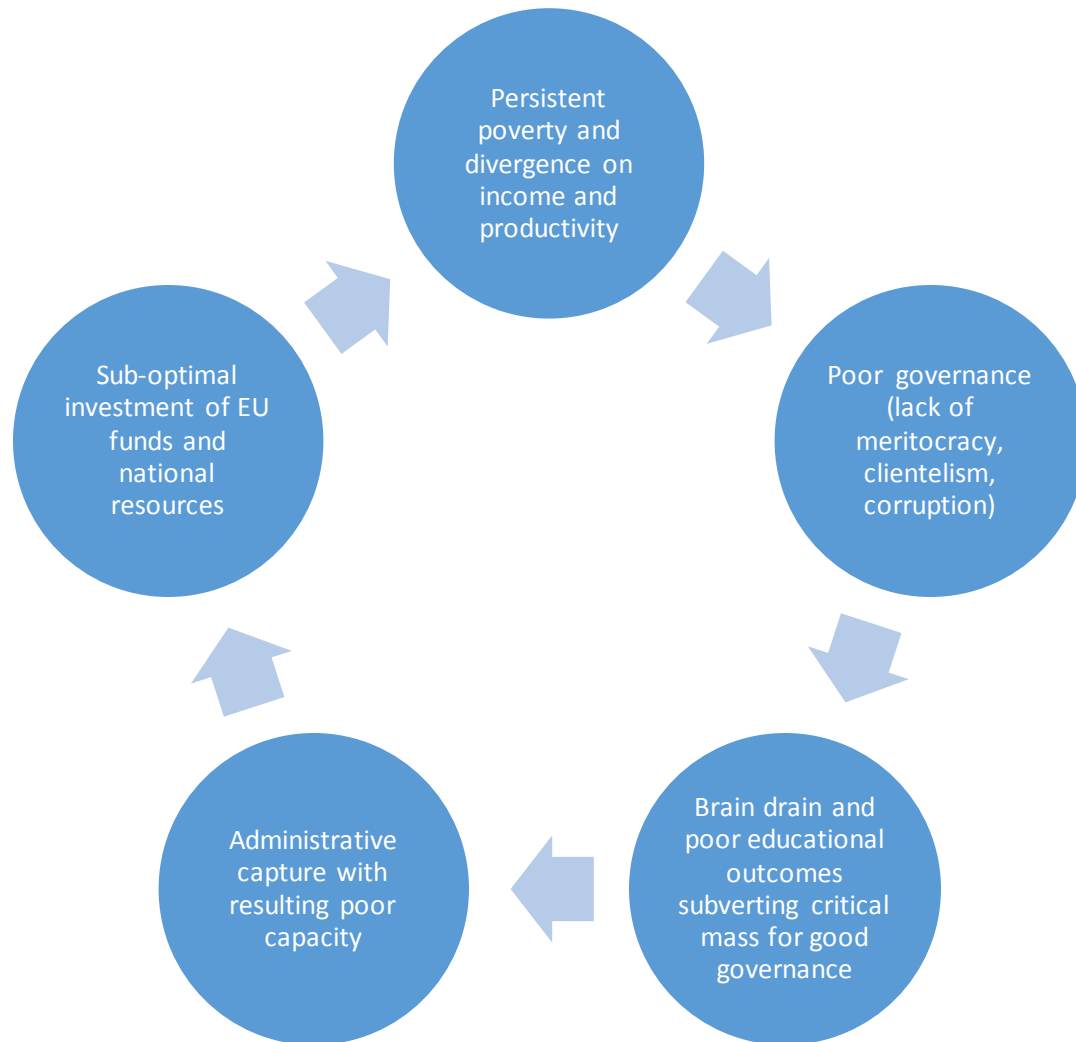 Persistent
poverty and
divergence on
income and
productivity
Poor governance
(lack of
meritocracy,
clientelism,
corruption)
Brain drain and
poor educational
outcomes
subverting critical
mass for good
governance
Administrative
capture with
resulting poor
capacity
Sub-optimal
investment of EU
funds and
national
resources